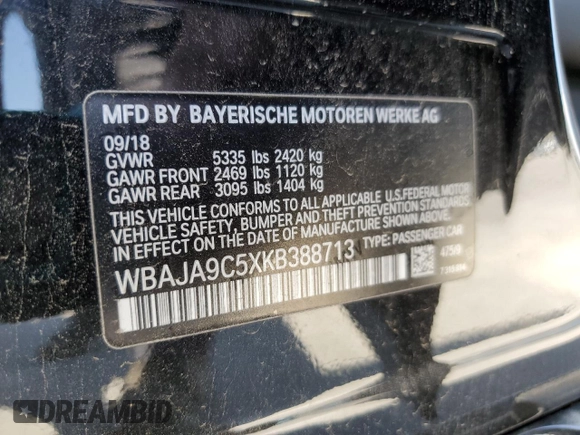 MFD BY BAYERISCHE MOTOREN WERKE AG
09/18
GVWR 5335 lbs 2420 kg
GAWR FRONT 2469 lbs 1120 kg
GAWR REAR 3095 lbs 1404 kg
THIS VEHICLE CONFORMS TO ALL APPLICABLE U.S.FEDERAL MOTOR
VEHICLE SAFETY, BUMPER AND THEFT PREVENTION STANDARDS
IN EFFECT ON THE DATE OF MANUFACTURE SHOWN ABOVE.
WBAJA9C5XKB388713 TYPE: PASSENGER CAR
DREAMBID